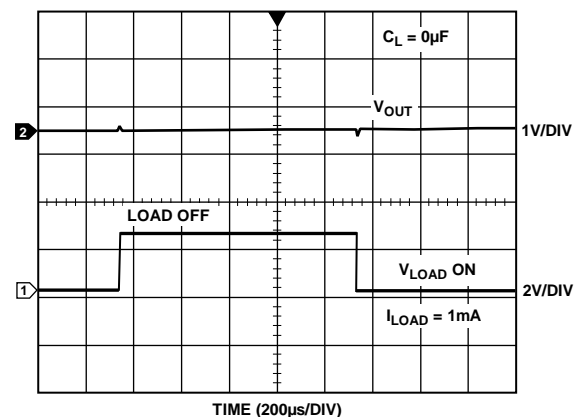 C_L = 0µF
V_OUT
2
1V/DIV
LOAD OFF
V_LOAD ON
1
2V/DIV
I_LOAD = 1mA
TIME (200µs/DIV)